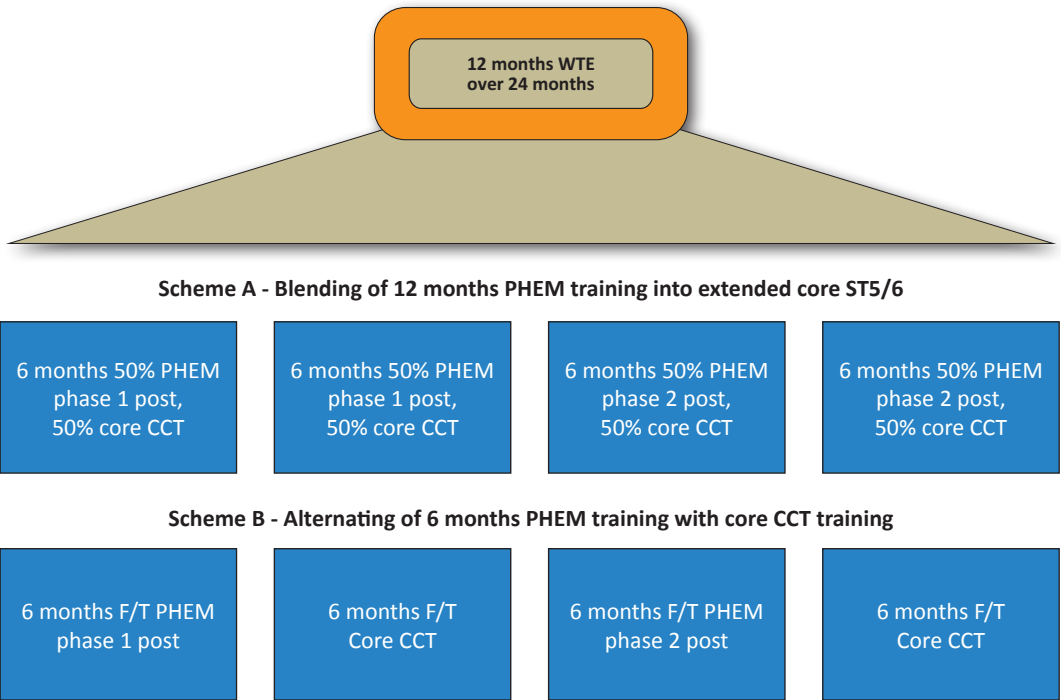 12 months WTE
over 24 months
Scheme A - Blending of 12 months PHEM training into extended core ST5/6
6 months 50% PHEM
phase 1 post,
50% core CCT
6 months 50% PHEM
phase 1 post,
50% core CCT
6 months 50% PHEM
phase 2 post,
50% core CCT
6 months 50% PHEM
phase 2 post,
50% core CCT
Scheme B - Alternating of 6 months PHEM training with core CCT training
6 months F/T PHEM
phase 1 post
6 months F/T
Core CCT
6 months F/T PHEM
phase 2 post
6 months F/T
Core CCT